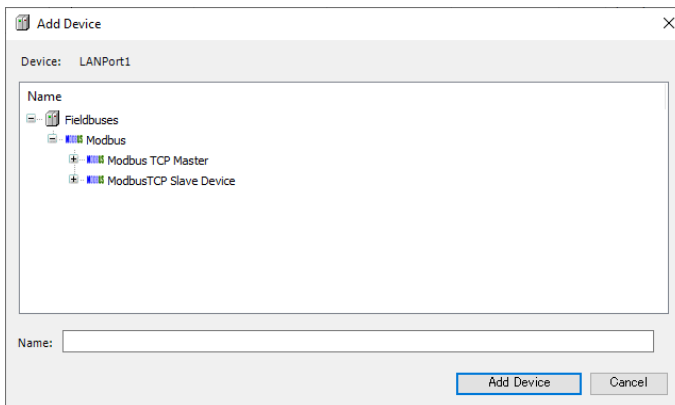 Add Device
Device: LANPort1
Name
Fieldbuses
Modbus
Modbus TCP Master
ModbusTCP Slave Device
Name:
Add Device Cancel